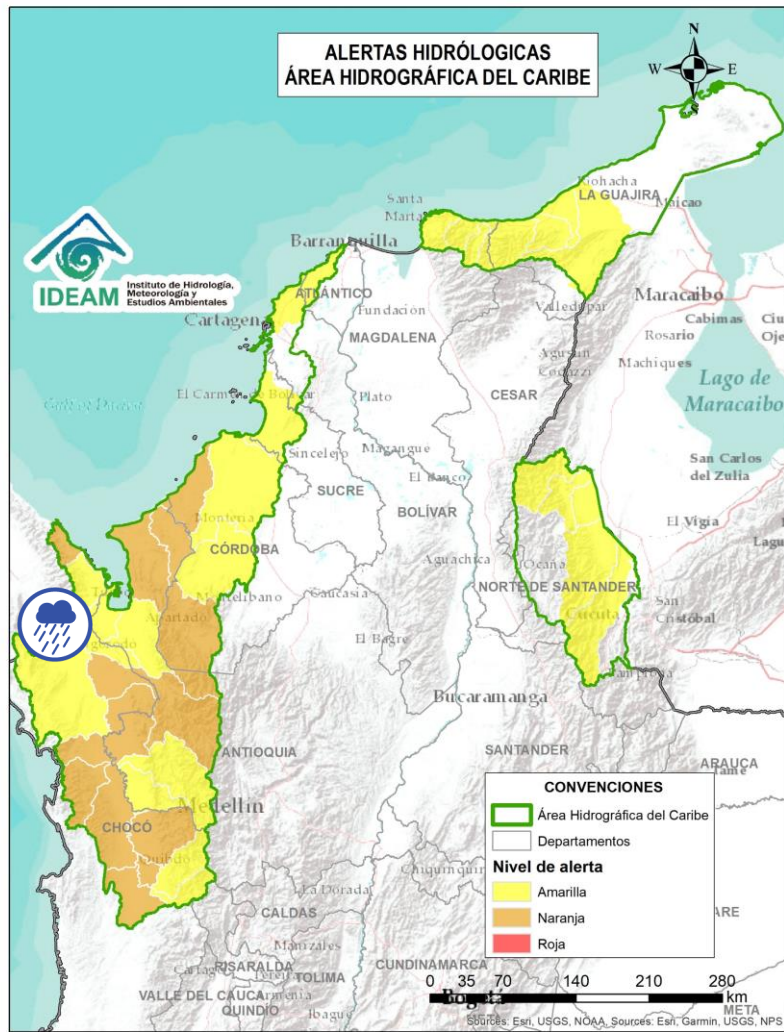 ALERTAS HIDRÓLOGICAS
ÁREA HIDROGRÁFICA DEL CARIBE
N
W E
S
Riohacha
LA GUAJIRA
Maicao
Santa
Marta
Barranquilla
IDEAM
Instituto de Hidrología,
Meteorología y
Estudios Ambientales
ATLÁNTICO
Valledupar
Maracaibo
Fundación
Cabimas
Cartagen
MAGDALENA
Rosario
Machiques
Agustín
Codazzi
Lago de
Maracaibo
El Carmen de Bolívar
Plato
CESAR
Sincelejo
Magangue
San Carlos
del Zulia
El Banco
SUCRE
BOLÍVAR
Montería
El Vigía
CÓRDOBA
Aguachica
Ocaña
NORTE DE SANTANDER
Caucasia
San
Cristóbal
Apartadó
Cúcuta
El Bagre
Bucaramanga
ANTIOQUIA
SANTANDER
ARAUCA
Medellín
CHOCÓ
Quibdó
La Dorada
CALDAS
Manizales
RISARALDA
TOLIMA
CUNDINAMARCA
VALLE DEL CAUCA
Armenia
QUINDÍO
Ibagué
Bogotá
META
CONVENCIONES
Área Hidrográfica del Caribe
Departamentos
Nivel de alerta
Amarilla
Naranja
Roja
0 35 70 140 210 280
km
Sources: Esri, USGS, NOAA, Sources: Esri, Garmin, USGS, NPS